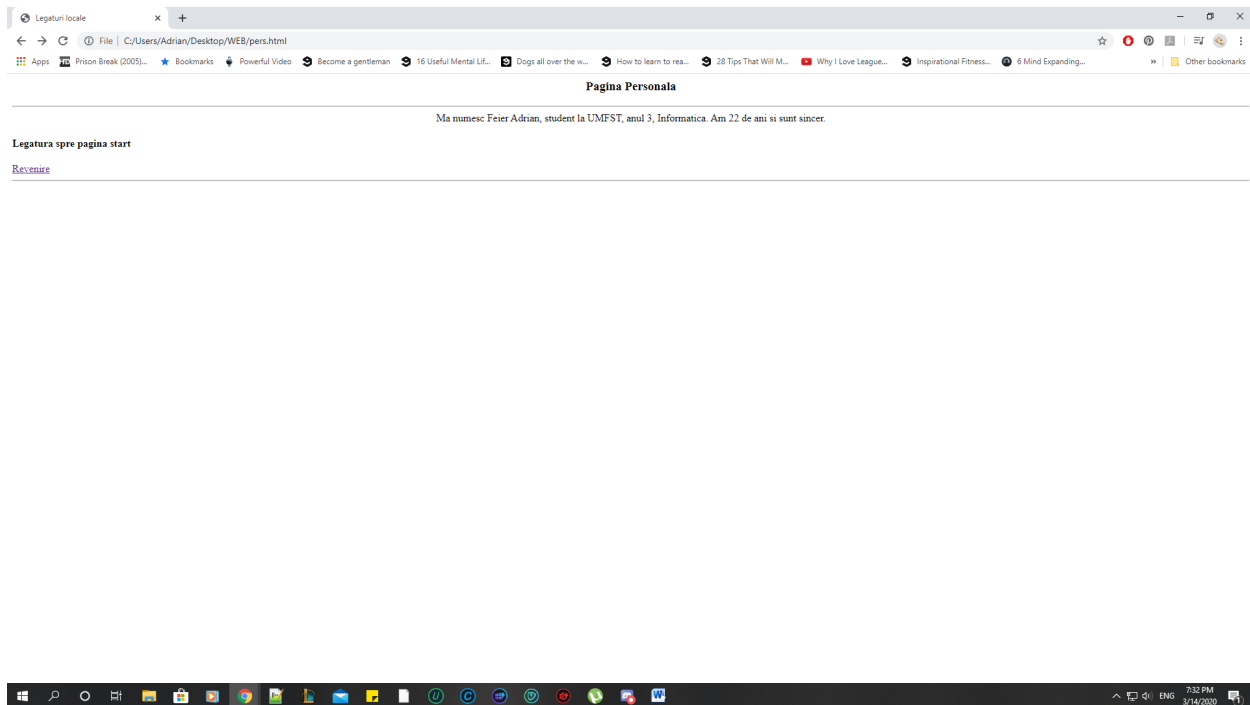 Legaturi locale
File | C:/Users/Adrian/Desktop/WEB/pers.html
Apps Prison Break (2005)... Bookmarks Powerful Video Become a gentleman 16 Useful Mental Lif... Dogs all over the w... How to learn to rea... 28 Tips That Will M... Why I Love League... Inspirational Fitness... 6 Mind Expanding... » Other bookmarks
Pagina Personala
Ma numesc Feier Adrian, student la UMFST, anul 3, Informatica. Am 22 de ani si sunt sincer.
Legatura spre pagina start
Revenire
ENG 7:32 PM
3/14/2020